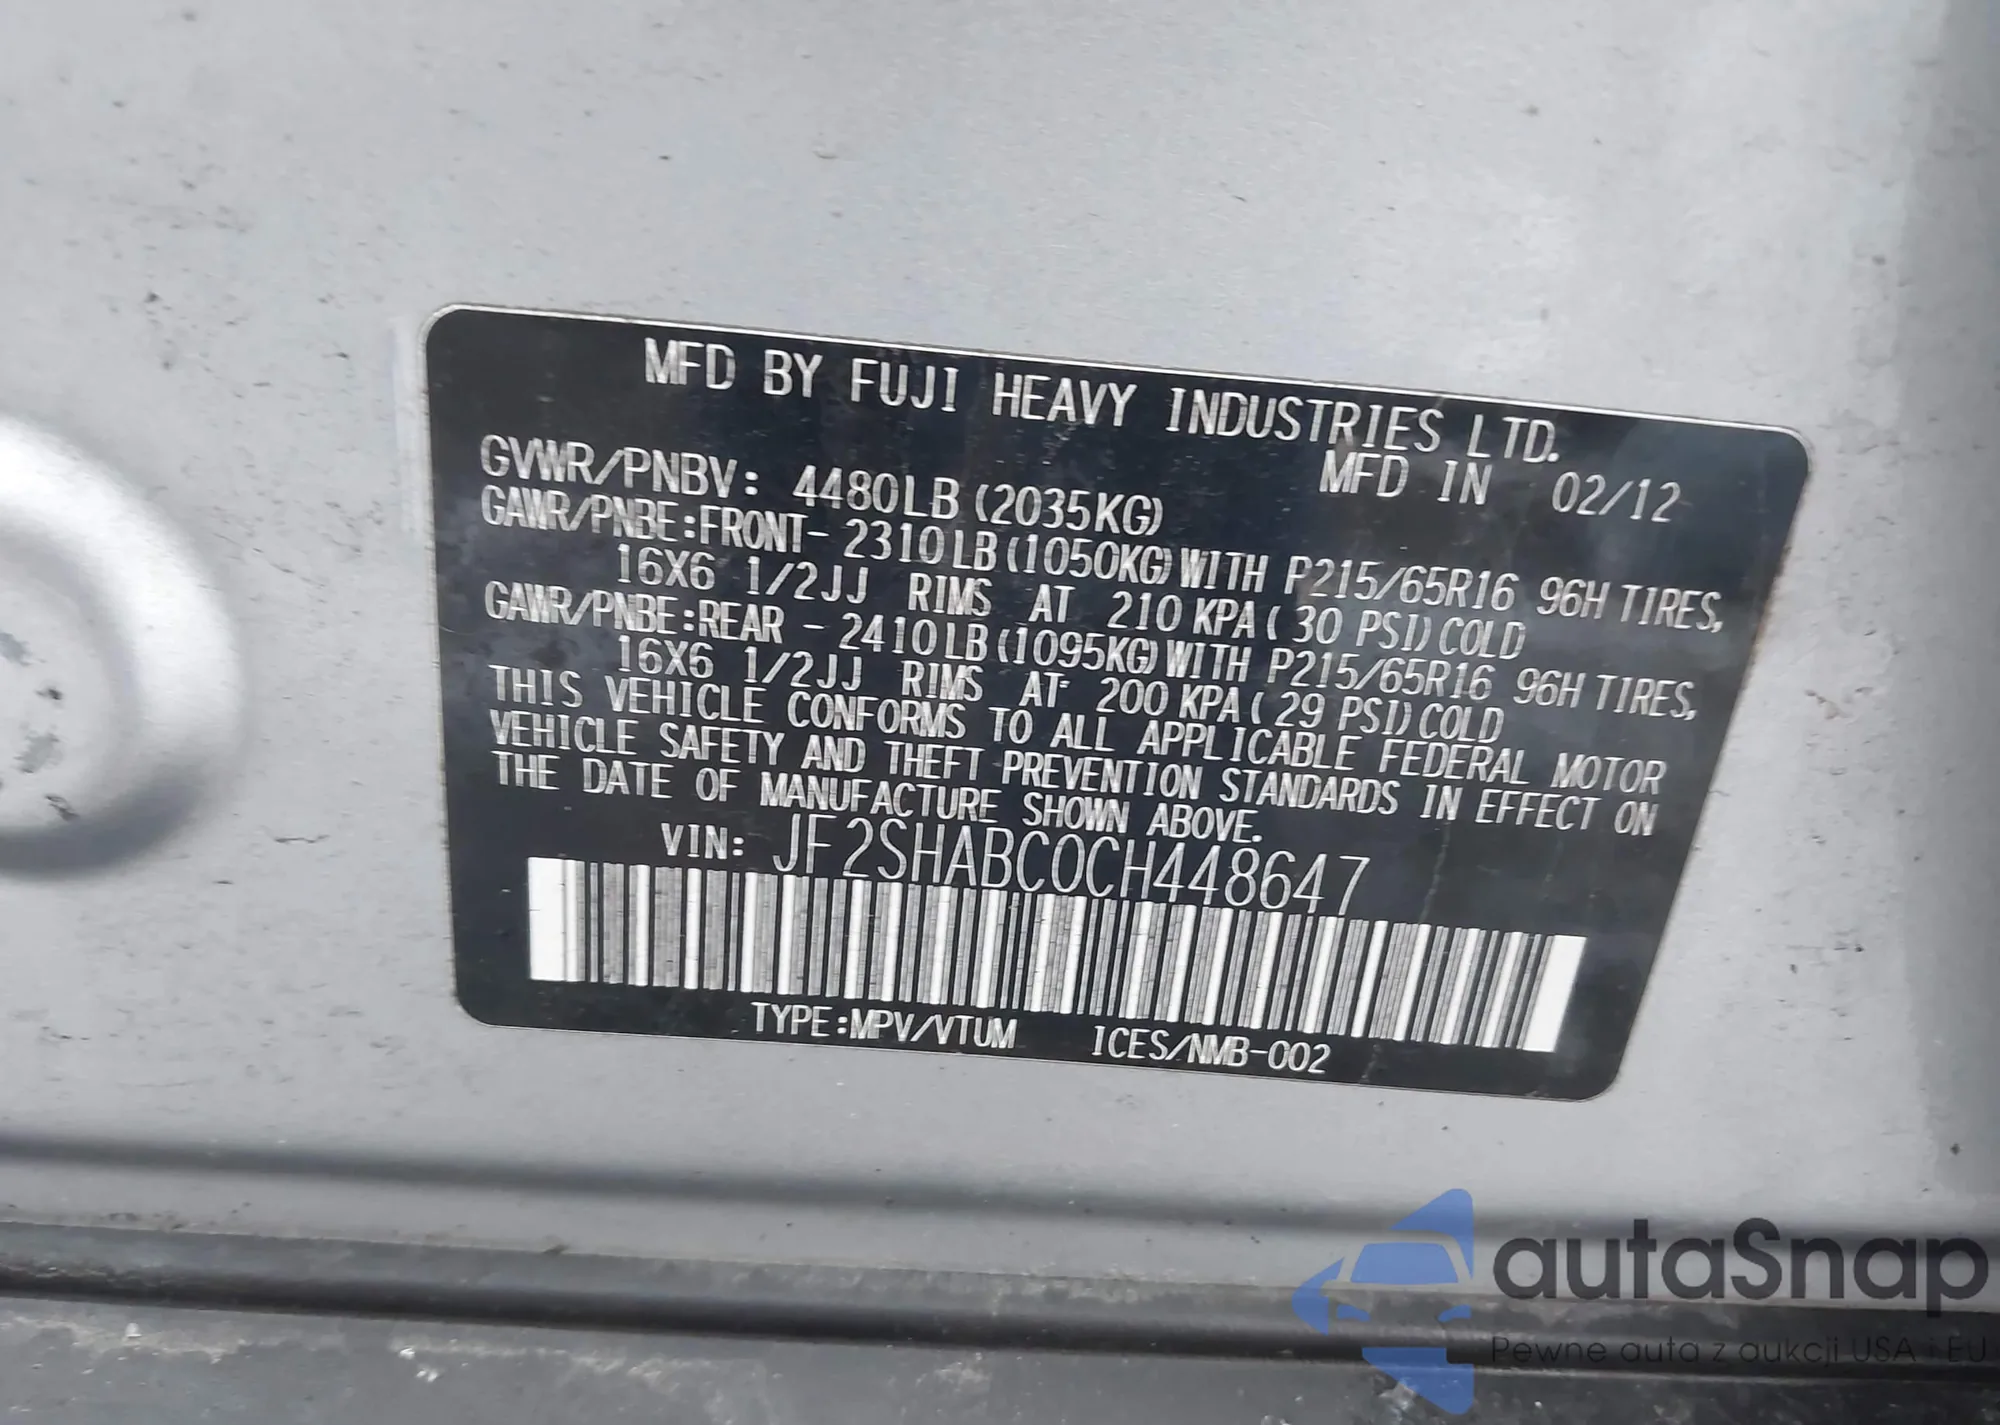 MFD BY FUJI HEAVY INDUSTRIES LTD.
MFD IN 02/12
GVWR/PNBV: 4480LB (2035KG)
GAWR/PNBE:FRONT- 2310LB(1050KG)WITH P215/65R16 96H TIRES,
16X6 1/2JJ RIMS AT 210 KPA(30 PSI)COLD
GAWR/PNBE:REAR - 2410LB(1095KG)WITH P215/65R16 96H TIRES,
16X6 1/2JJ RIMS AT 200 KPA(29 PSI)COLD
THIS VEHICLE CONFORMS TO ALL APPLICABLE FEDERAL MOTOR
VEHICLE SAFETY AND THEFT PREVENTION STANDARDS IN EFFECT ON
THE DATE OF MANUFACTURE SHOWN ABOVE.
VIN: JF2SHABC0CH448647
TYPE:MPV/VTUM ICES/NMB-002
autaSnap
Pewne auta z aukcji USA i EU